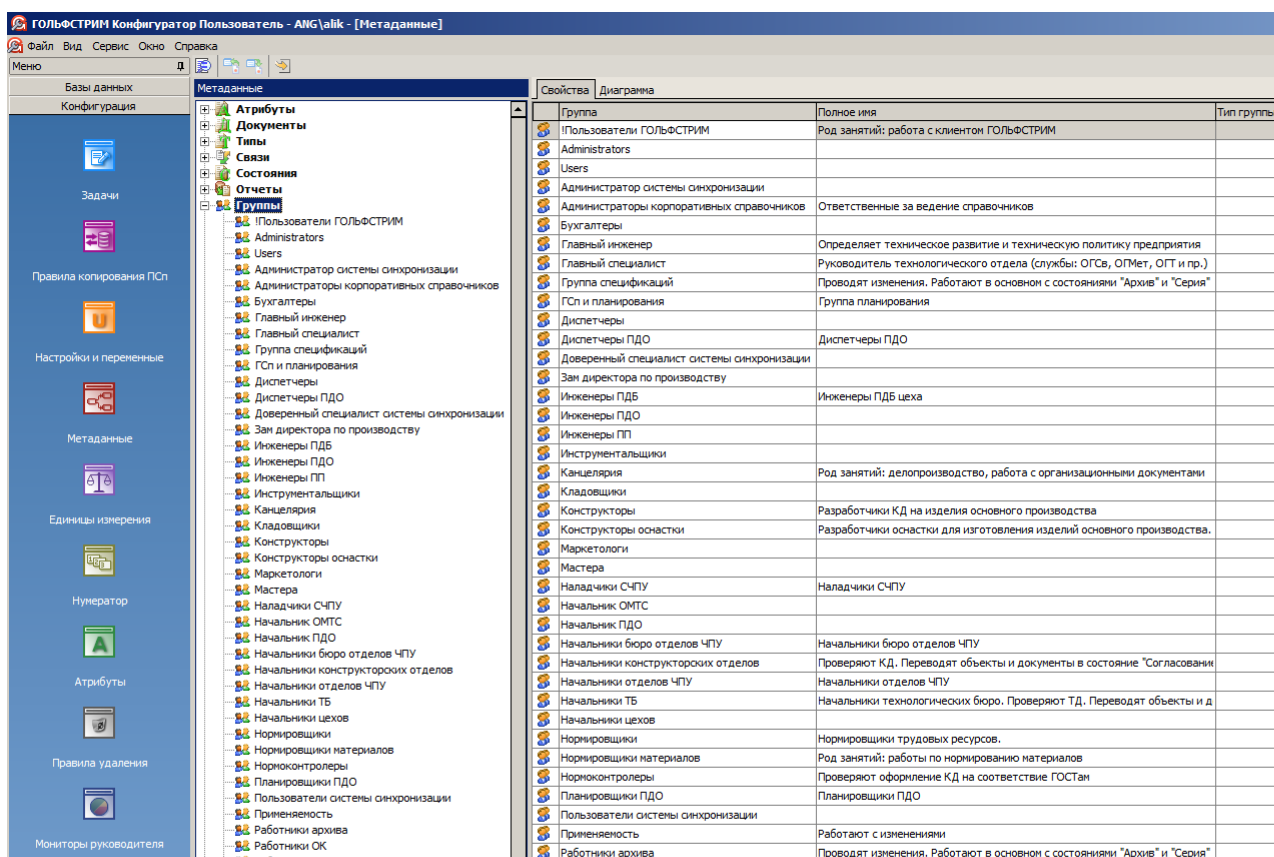 ГОЛЬФСТРИМ Конфигуратор Пользователь - ANG\alik - [Метаданные]
Файл Вид Сервис Окно Справка
Меню
Базы данных
Конфигурация
Задачи
Правила копирования ПСп
Настройки и переменные
Метаданные
Единицы измерения
Нумератор
Атрибуты
Правила удаления
Мониторы руководителя
Метаданные
Атрибуты
Документы
Типы
Связи
Состояния
Отчеты
Группы
!Пользователи ГОЛЬФСТРИМ
Administrators
Users
Администратор системы синхронизации
Администраторы корпоративных справочников
Бухгалтеры
Главный инженер
Главный специалист
Группа спецификаций
ГСп и планирования
Диспетчеры
Диспетчеры ПДО
Доверенный специалист системы синхронизации
Зам директора по производству
Инженеры ПДБ
Инженеры ПДО
Инженеры ПП
Инструментальщики
Канцелярия
Кладовщики
Конструкторы
Конструкторы оснастки
Маркетологи
Мастера
Наладчики СЧПУ
Начальник ОМТС
Начальник ПДО
Начальники бюро отделов ЧПУ
Начальники конструкторских отделов
Начальники отделов ЧПУ
Начальники ТБ
Начальники цехов
Нормировщики
Нормировщики материалов
Нормоконтролеры
Планировщики ПДО
Пользователи системы синхронизации
Применяемость
Работники архива
Работники ОК
Свойства Диаграмма
Группа Полное имя Тип группы
!Пользователи ГОЛЬФСТРИМ Род занятий: работа с клиентом ГОЛЬФСТРИМ
Administrators
Users
Администратор системы синхронизации
Администраторы корпоративных справочников Ответственные за ведение справочников
Бухгалтеры
Главный инженер Определяет техническое развитие и техническую политику предприятия
Главный специалист Руководитель технологического отдела (службы: ОГСв, ОГМет, ОГТ и пр.)
Группа спецификаций Проводят изменения. Работают в основном с состояниями "Архив" и "Серия"
ГСп и планирования Группа планирования
Диспетчеры
Диспетчеры ПДО Диспетчеры ПДО
Доверенный специалист системы синхронизации
Зам директора по производству
Инженеры ПДБ Инженеры ПДБ цеха
Инженеры ПДО
Инженеры ПП
Инструментальщики
Канцелярия Род занятий: делопроизводство, работа с организационными документами
Кладовщики
Конструкторы Разработчики КД на изделия основного производства
Конструкторы оснастки Разработчики оснастки для изготовления изделий основного производства.
Маркетологи
Мастера
Наладчики СЧПУ Наладчики СЧПУ
Начальник ОМТС
Начальник ПДО
Начальники бюро отделов ЧПУ Начальники бюро отделов ЧПУ
Начальники конструкторских отделов Проверяют КД. Переводят объекты и документы в состояние "Согласование
Начальники отделов ЧПУ Начальники отделов ЧПУ
Начальники ТБ Начальники технологических бюро. Проверяют ТД. Переводят объекты и д
Начальники цехов
Нормировщики Нормировщики трудовых ресурсов.
Нормировщики материалов Род занятий: работы по нормированию материалов
Нормоконтролеры Проверяют оформление КД на соответствие ГОСТам
Планировщики ПДО Планировщики ПДО
Пользователи системы синхронизации
Применяемость Работают с изменениями
Работники архива Проводят изменения. Работают в основном с состояниями "Архив" и "Серия"